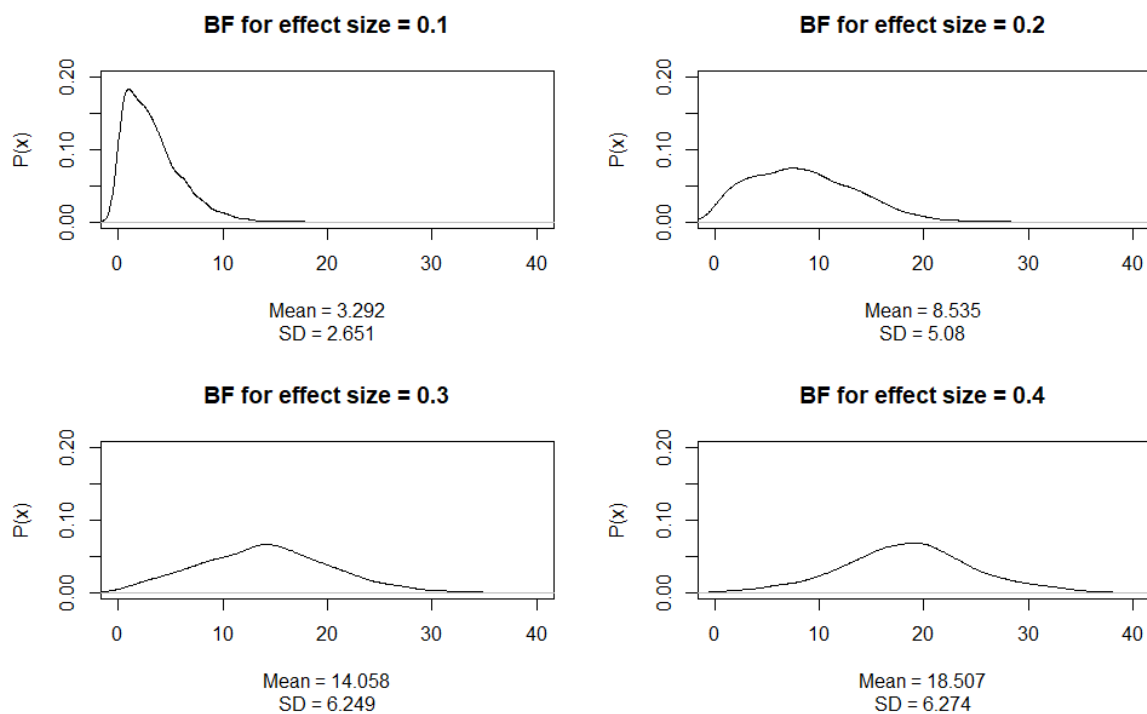 BF for effect size = 0.1
P(x)
0.20
0.10
0.00
0 10 20 30 40
Mean = 3.292
SD = 2.651
BF for effect size = 0.2
P(x)
0.20
0.10
0.00
0 10 20 30 40
Mean = 8.535
SD = 5.08
BF for effect size = 0.3
P(x)
0.20
0.10
0.00
0 10 20 30 40
Mean = 14.058
SD = 6.249
BF for effect size = 0.4
P(x)
0.20
0.10
0.00
0 10 20 30 40
Mean = 18.507
SD = 6.274